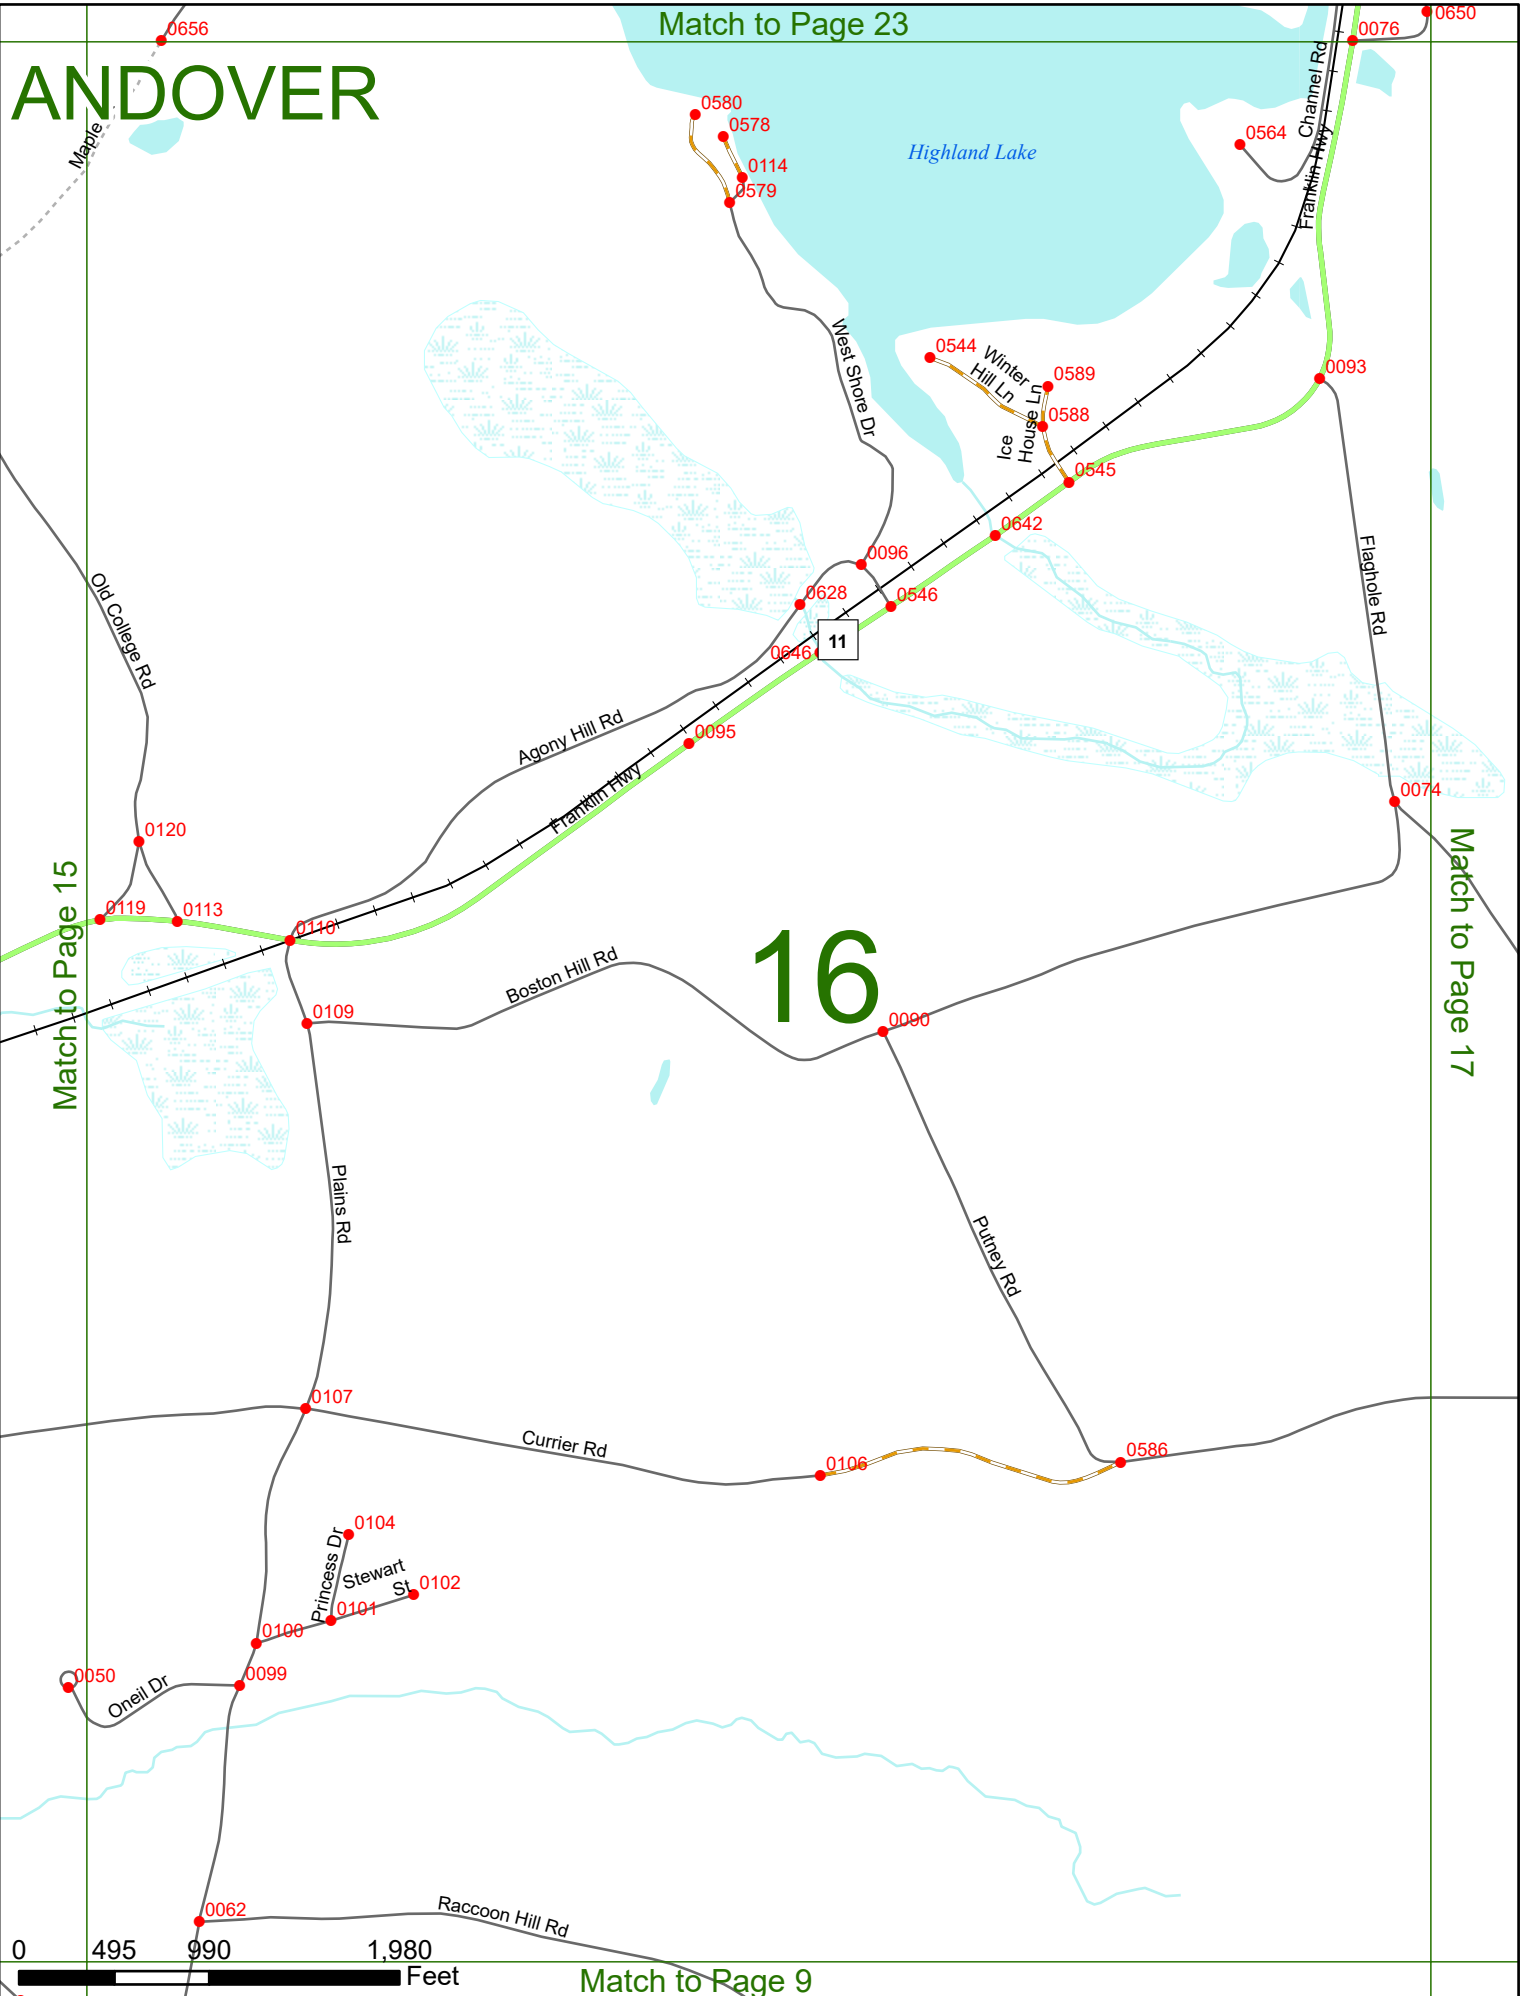 Match to Page 23
0656
0076
0650
ANDOVER
Maple
0580
0578
0114
0579
Highland Lake
0564
Channel Rd
Franklin Hwy
West Shore Dr
0544
Winter
Hill Ln
0589
0588
Ice
House Ln
0093
0545
0642
0096
0628
0546
11
0646
Flaghole Rd
Old College Rd
Agony Hill Rd
0095
Franklin Hwy
0074
0120
Match to Page 15
Match to Page 17
0119
0113
0110
16
Boston Hill Rd
0109
0090
Plains Rd
Putney Rd
0107
Currier Rd
0106
0586
0104
Princess Dr
Stewart
St
0102
0101
0100
0050
Oneil Dr
0099
0062
Raccoon Hill Rd
0 495 990 1,980
Feet
Match to Page 9